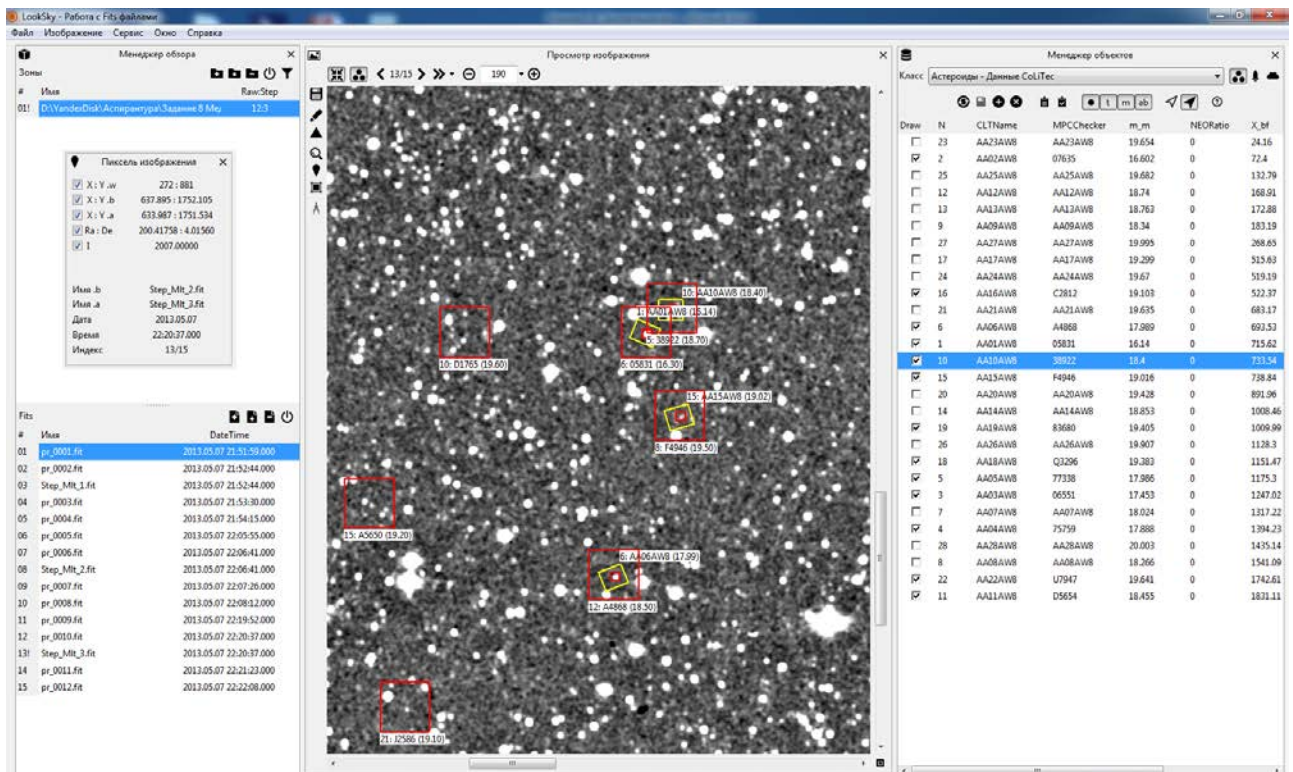 LookSky - Работа с Fits файлами
Файл Изображение Сервис Окно Справка
Менеджер обзора
Зоны
# Имя Raw:Step
01! D:\YandexDisk\Аспирантура\Задание 8 Мед 12:3
Пиксель изображения
X : Y .w 272 : 881
X : Y .b 637.895 : 1752.105
X : Y .a 633.987 : 1751.534
Ra : De 200.41758 : 4.01560
I 2007.00000
Имя .b Step_Mlt_2.fit
Имя .a Step_Mlt_3.fit
Дата 2013.05.07
Время 22:20:37.000
Индекс 13/15
Fits
# Имя DateTime
01 pr_0001.fit 2013.05.07 21:51:59.000
02 pr_0002.fit 2013.05.07 21:52:44.000
03 Step_Mlt_1.fit 2013.05.07 21:52:44.000
04 pr_0003.fit 2013.05.07 21:53:30.000
05 pr_0004.fit 2013.05.07 21:54:15.000
06 pr_0005.fit 2013.05.07 22:05:55.000
07 pr_0006.fit 2013.05.07 22:06:41.000
08 Step_Mlt_2.fit 2013.05.07 22:06:41.000
09 pr_0007.fit 2013.05.07 22:07:26.000
10 pr_0008.fit 2013.05.07 22:08:12.000
11 pr_0009.fit 2013.05.07 22:19:52.000
12 pr_0010.fit 2013.05.07 22:20:37.000
13! Step_Mlt_3.fit 2013.05.07 22:20:37.000
14 pr_0011.fit 2013.05.07 22:21:23.000
15 pr_0012.fit 2013.05.07 22:22:08.000
Просмотр изображения
13/15 190
10: AA10AW8 (18.40)
1: AA01AW8 (16.14)
5: 38922 (18.70)
10: D1765 (19.60)
6: 05831 (16.30)
15: AA15AW8 (19.02)
8: F4946 (19.50)
15: A5650 (19.20)
6: AA06AW8 (17.99)
12: A4868 (18.50)
21: J2586 (19.10)
Менеджер объектов
Класс Астероиды - Данные CoLiTec
t m ab
Draw N CLTName MPCChecker m_m NEORatio X_bf
23 AA23AW8 AA23AW8 19.654 0 24.16
2 AA02AW8 07635 16.602 0 72.4
25 AA25AW8 AA25AW8 19.682 0 132.79
12 AA12AW8 AA12AW8 18.74 0 168.91
13 AA13AW8 AA13AW8 18.763 0 172.88
9 AA09AW8 AA09AW8 18.34 0 183.19
27 AA27AW8 AA27AW8 19.995 0 268.65
17 AA17AW8 AA17AW8 19.299 0 515.63
24 AA24AW8 AA24AW8 19.67 0 519.19
16 AA16AW8 C2812 19.103 0 522.37
21 AA21AW8 AA21AW8 19.635 0 683.17
6 AA06AW8 A4868 17.989 0 693.53
1 AA01AW8 05831 16.14 0 715.62
10 AA10AW8 38922 18.4 0 733.54
15 AA15AW8 F4946 19.016 0 738.84
20 AA20AW8 AA20AW8 19.428 0 891.96
14 AA14AW8 AA14AW8 18.853 0 1008.46
19 AA19AW8 83680 19.405 0 1009.99
26 AA26AW8 AA26AW8 19.907 0 1128.3
18 AA18AW8 Q3296 19.383 0 1151.47
5 AA05AW8 77338 17.986 0 1175.3
3 AA03AW8 06551 17.453 0 1247.02
7 AA07AW8 AA07AW8 18.024 0 1317.22
4 AA04AW8 75759 17.888 0 1394.23
28 AA28AW8 AA28AW8 20.003 0 1435.14
8 AA08AW8 AA08AW8 18.266 0 1541.09
22 AA22AW8 U7947 19.641 0 1742.61
11 AA11AW8 D5654 18.455 0 1831.11